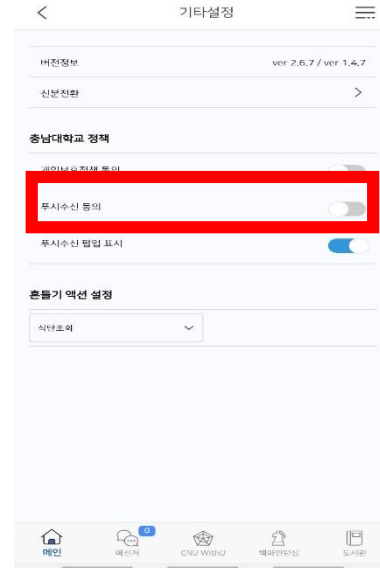 기타설정
버전정보 ver 2.6.7 / ver 1.4.7
신분전환
충남대학교 정책
개인보호정책 동의
푸시수신 동의
푸시수신 팝업 표시
흔들기 액션 설정
식단조회
0
메인 메신저 CNU WithU 백마인턴십 도서관